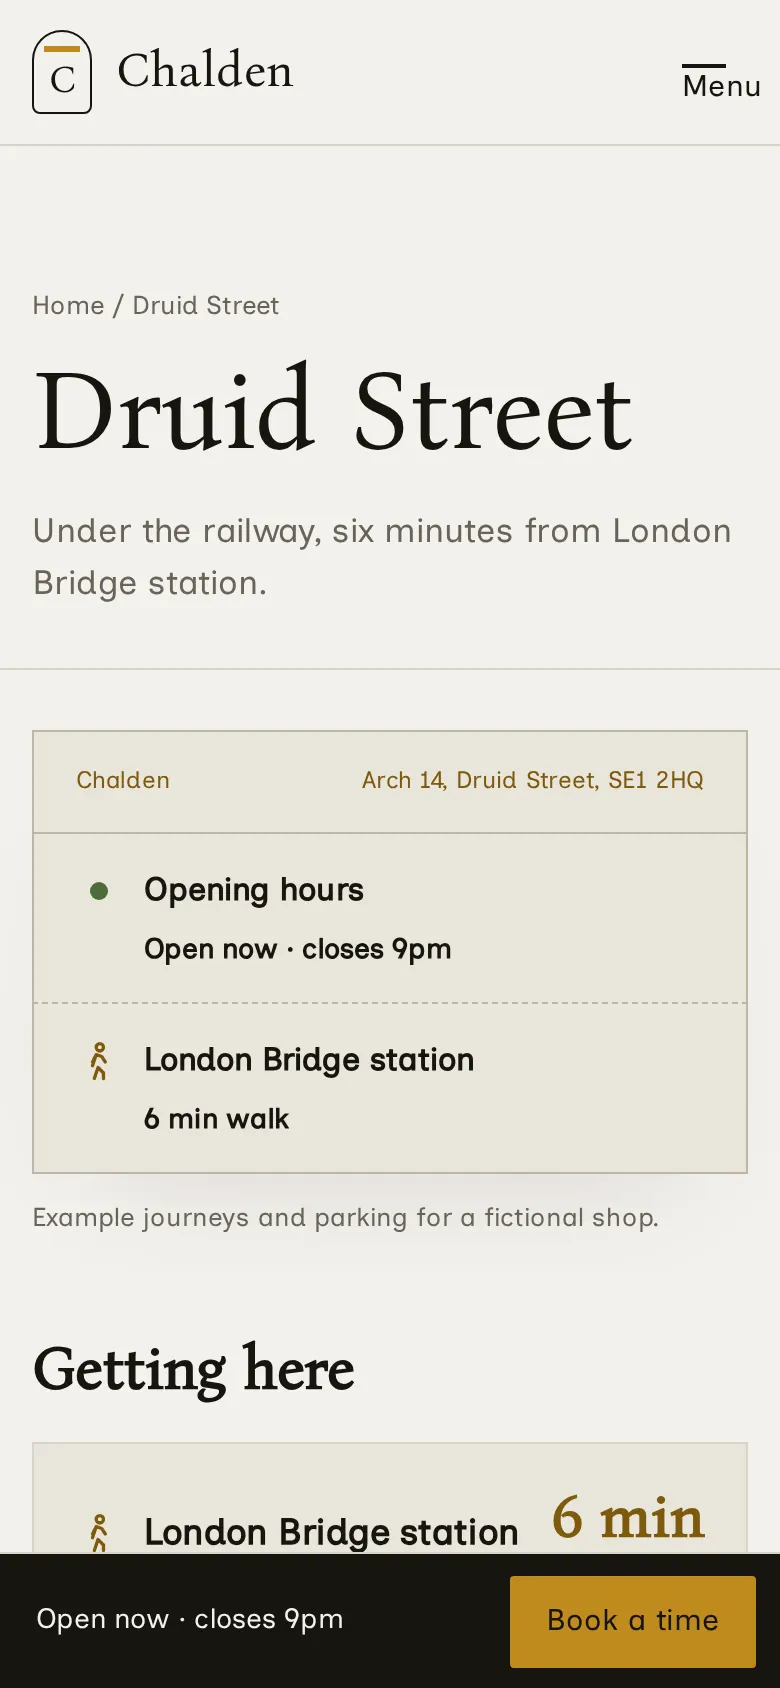 C
Chalden
Menu
Home / Druid Street
Druid Street
Under the railway, six minutes from London
Bridge station.
Chalden
Arch 14, Druid Street, SE1 2HQ
Opening hours
Open now · closes 9pm
London Bridge station
6 min walk
Example journeys and parking for a fictional shop.
Getting here
London Bridge station
6 min
Open now · closes 9pm
Book a time